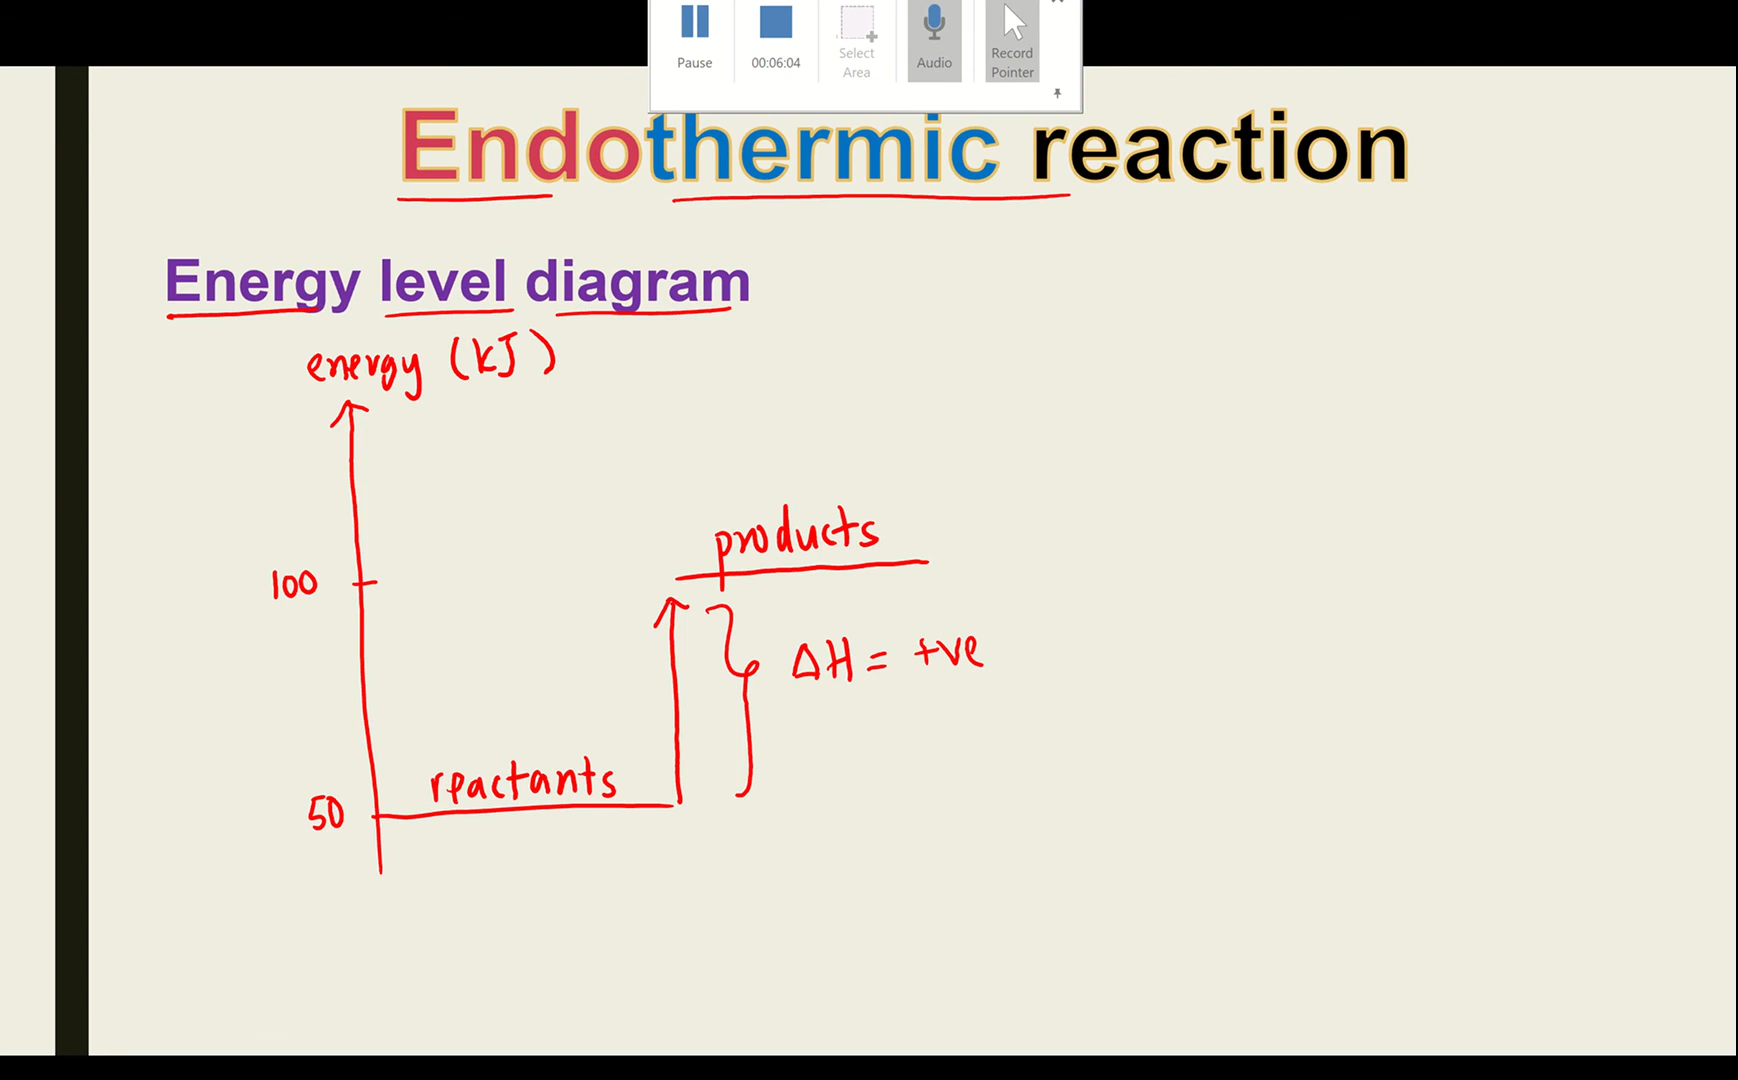 Pause
00:06:04
Select
Area
Audio
Record
Pointer
Endothermic reaction
Energy level diagram
energy (kJ)
products
100
ΔH = +ve
reactants
50